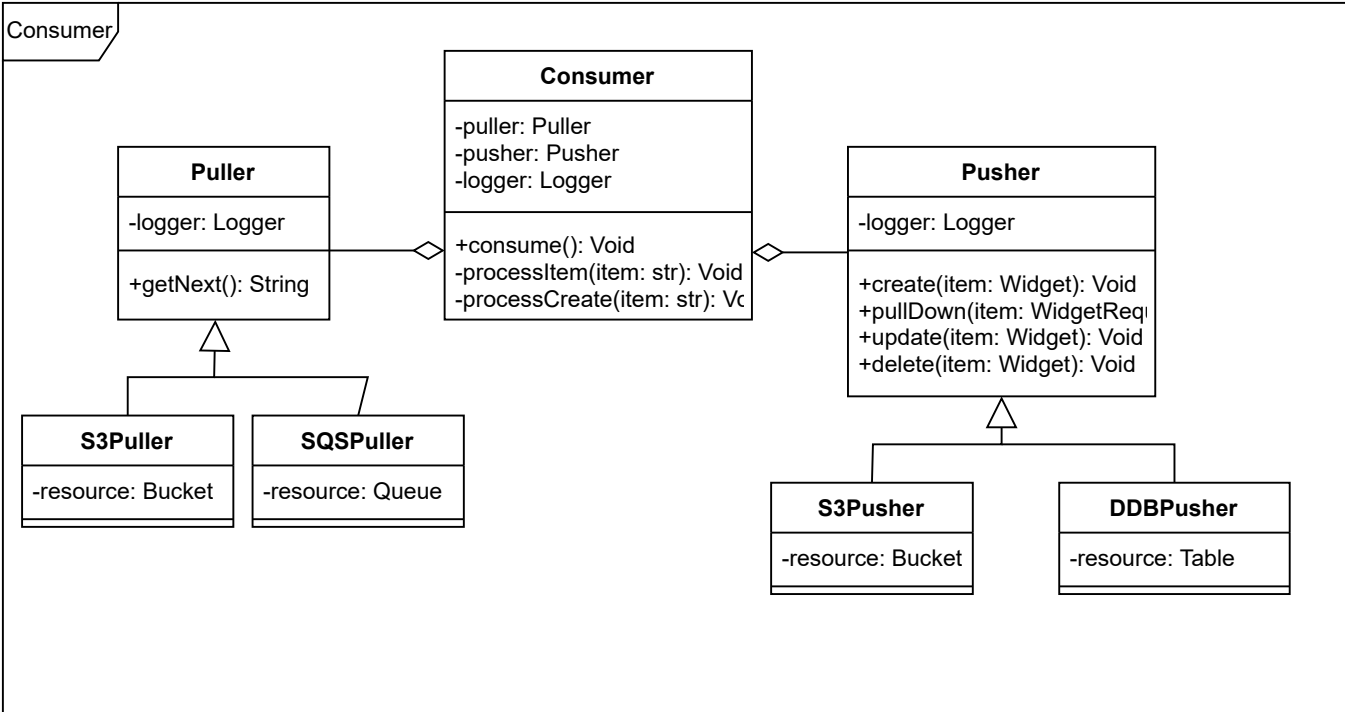 Consumer
Consumer
-puller: Puller
-pusher: Pusher
-logger: Logger
+consume(): Void
-processItem(item: str): Void
-processCreate(item: str):
Puller
-logger: Logger
+getNext(): String
Pusher
-logger: Logger
+create(item: Widget): Void
+pullDown(item:
+update(item: Widget): Void
+delete(item: Widget): Void
S3Puller
-resource: Bucket
SQSPuller
-resource: Queue
S3Pusher
-resource: Bucket
DDBPusher
-resource: Table